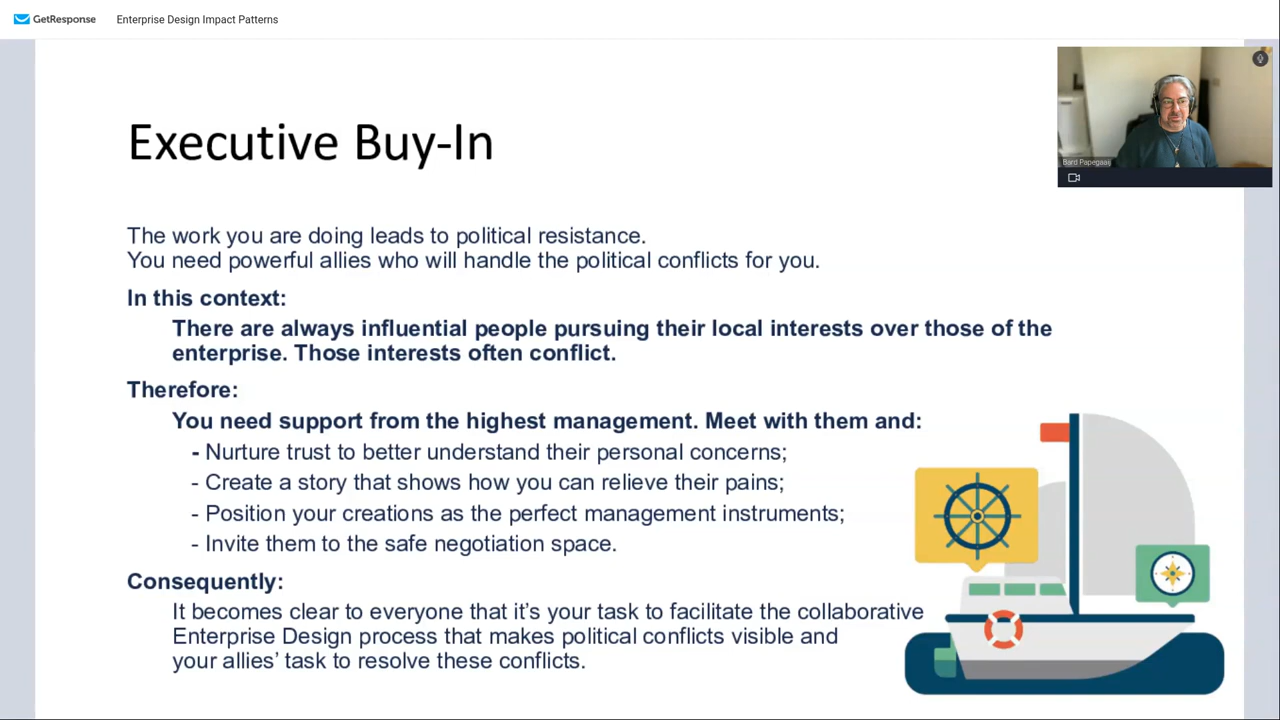 GetResponse Enterprise Design Impact Patterns
Bard Papegaaij
Executive Buy-In
The work you are doing leads to political resistance.
You need powerful allies who will handle the political conflicts for you.
In this context:
There are always influential people pursuing their local interests over those of the
enterprise. Those interests often conflict.
Therefore:
You need support from the highest management. Meet with them and:
- Nurture trust to better understand their personal concerns;
- Create a story that shows how you can relieve their pains;
- Position your creations as the perfect management instruments;
- Invite them to the safe negotiation space.
Consequently:
It becomes clear to everyone that it's your task to facilitate the collaborative
Enterprise Design process that makes political conflicts visible and
your allies' task to resolve these conflicts.